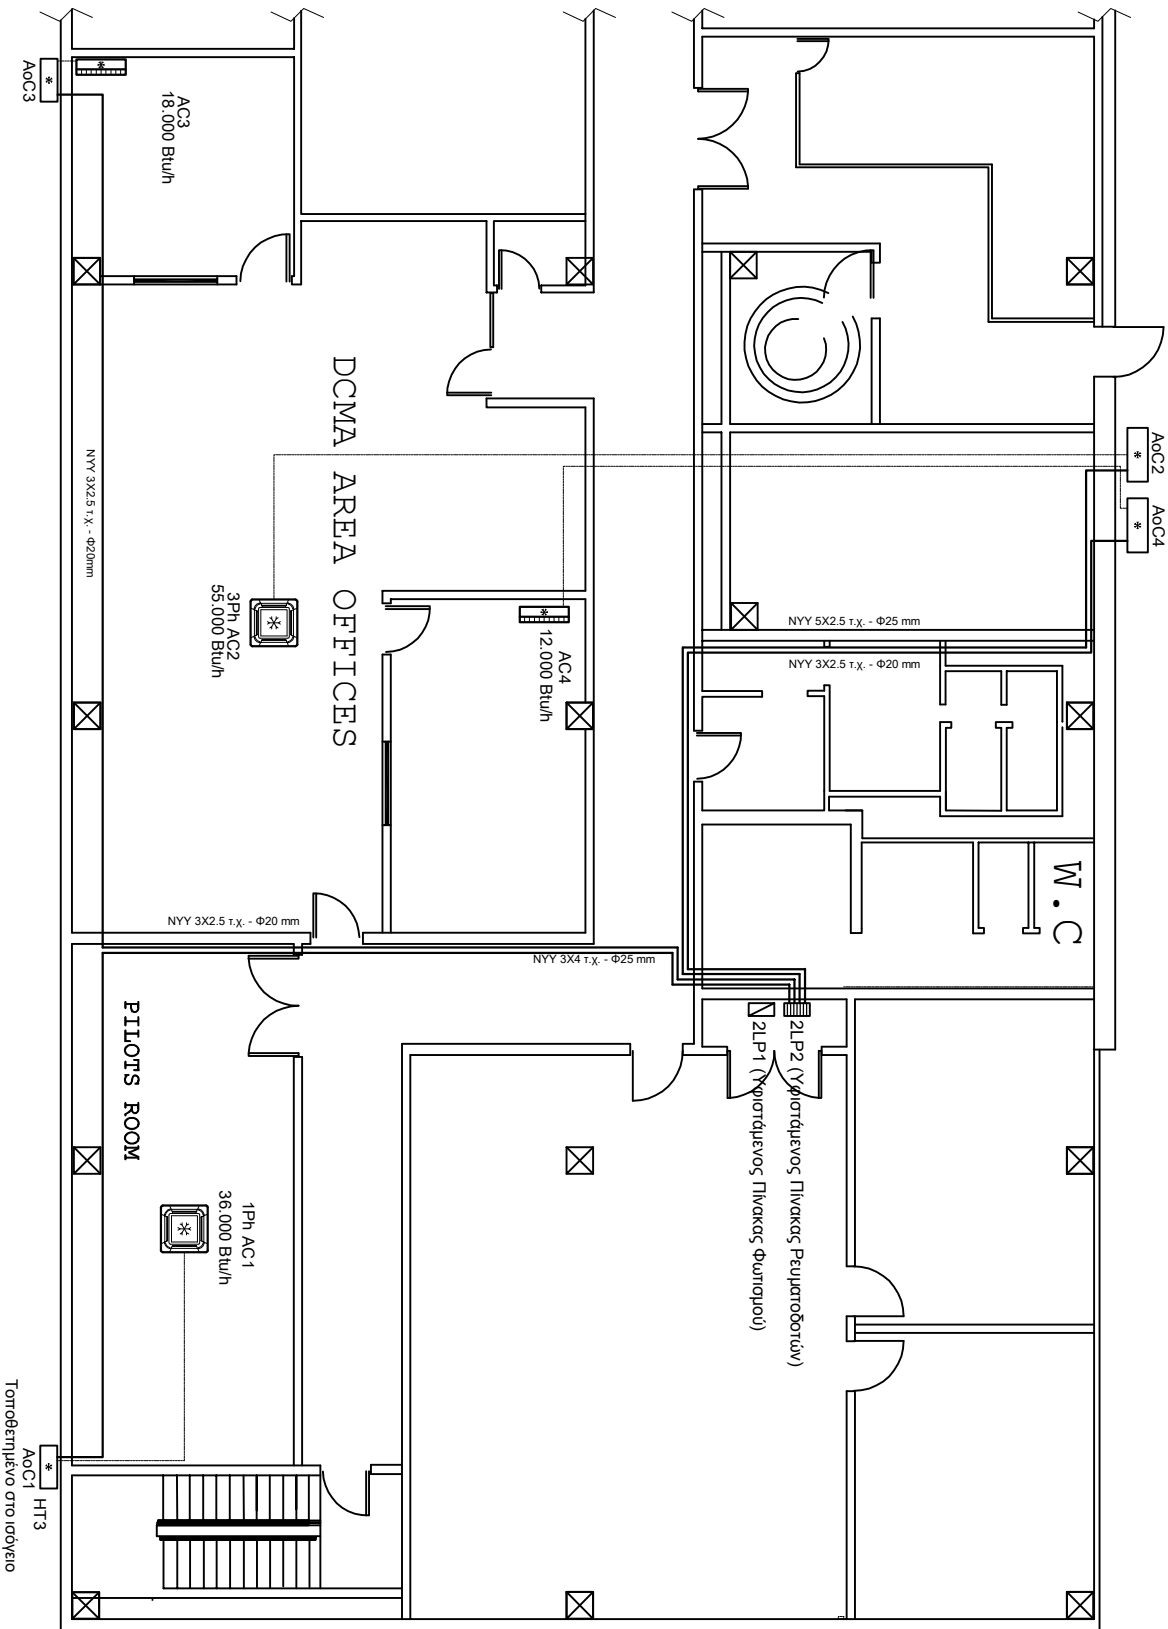 AoC3
AC3
18.000 Btu/h
DCMA AREA OFFICES
AoC2
AoC4
NYY 3X2.5 τ.χ. - Φ20mm
3Ph AC2
55.000 Btu/h
AC4
12.000 Btu/h
NYY 5X2.5 τ.χ. - Φ25 mm
NYY 3X2.5 τ.χ. - Φ20 mm
W.C
NYY 3X2.5 τ.χ. - Φ20 mm
NYY 3X4 τ.χ. - Φ25 mm
PILOTS ROOM
2LP2 (Υφιστάμενος Πίνακας Ρευματοδοτών)
2LP1 (Υφιστάμενος Πίνακας Φωτισμού)
1Ph AC1
36.000 Btu/h
HT3
AoC1
Τοποθετημένο στο ισόγειο